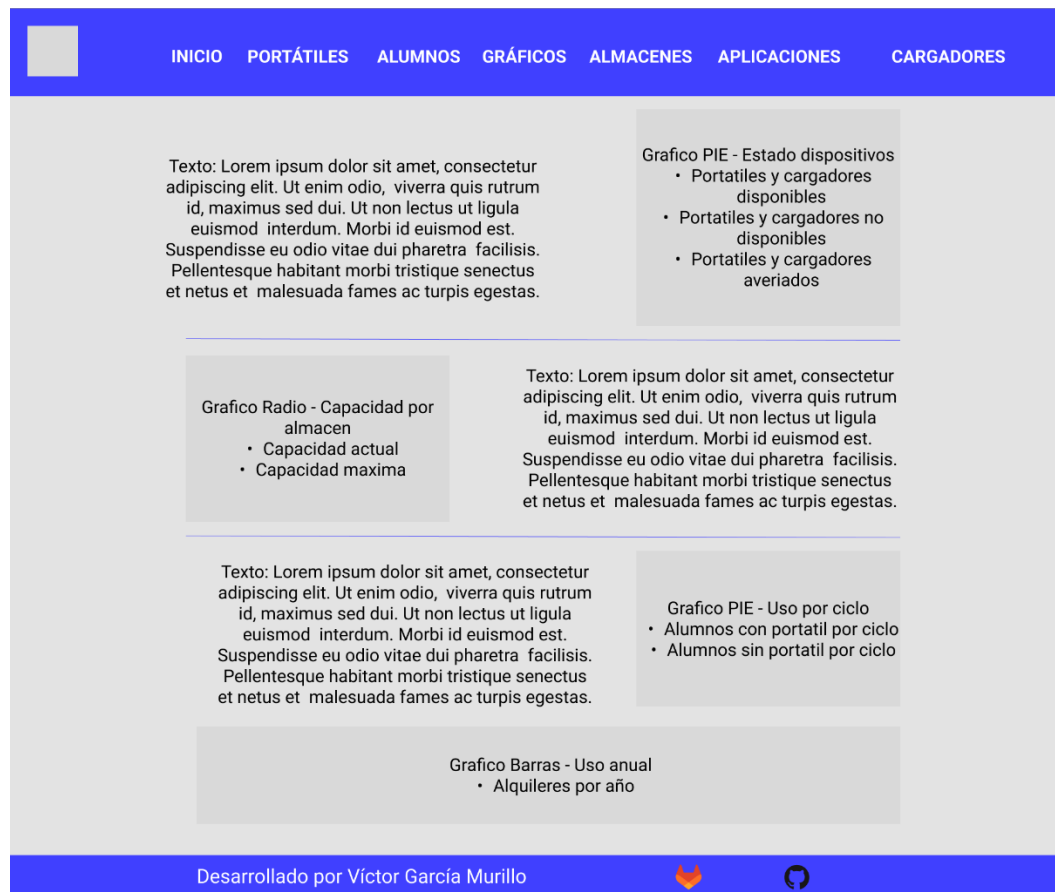 INICIO PORTÁTILES ALUMNOS GRÁFICOS ALMACENES APLICACIONES CARGADORES
Texto: Lorem ipsum dolor sit amet, consectetur
adipiscing elit. Ut enim odio, viverra quis rutrum
id, maximus sed dui. Ut non lectus ut ligula
euismod interdum. Morbi id euismod est.
Suspendisse eu odio vitae dui pharetra facilisis.
Pellentesque habitant morbi tristique senectus
et netus et malesuada fames ac turpis egestas.
Grafico PIE - Estado dispositivos
• Portatiles y cargadores
disponibles
• Portatiles y cargadores no
disponibles
• Portatiles y cargadores
averiados
Grafico Radio - Capacidad por
almacen
• Capacidad actual
• Capacidad maxima
Texto: Lorem ipsum dolor sit amet, consectetur
adipiscing elit. Ut enim odio, viverra quis rutrum
id, maximus sed dui. Ut non lectus ut ligula
euismod interdum. Morbi id euismod est.
Suspendisse eu odio vitae dui pharetra facilisis.
Pellentesque habitant morbi tristique senectus
et netus et malesuada fames ac turpis egestas.
Texto: Lorem ipsum dolor sit amet, consectetur
adipiscing elit. Ut enim odio, viverra quis rutrum
id, maximus sed dui. Ut non lectus ut ligula
euismod interdum. Morbi id euismod est.
Suspendisse eu odio vitae dui pharetra facilisis.
Pellentesque habitant morbi tristique senectus
et netus et malesuada fames ac turpis egestas.
Grafico PIE - Uso por ciclo
• Alumnos con portatil por ciclo
• Alumnos sin portatil por ciclo
Grafico Barras - Uso anual
• Alquileres por año
Desarrollado por Víctor García Murillo